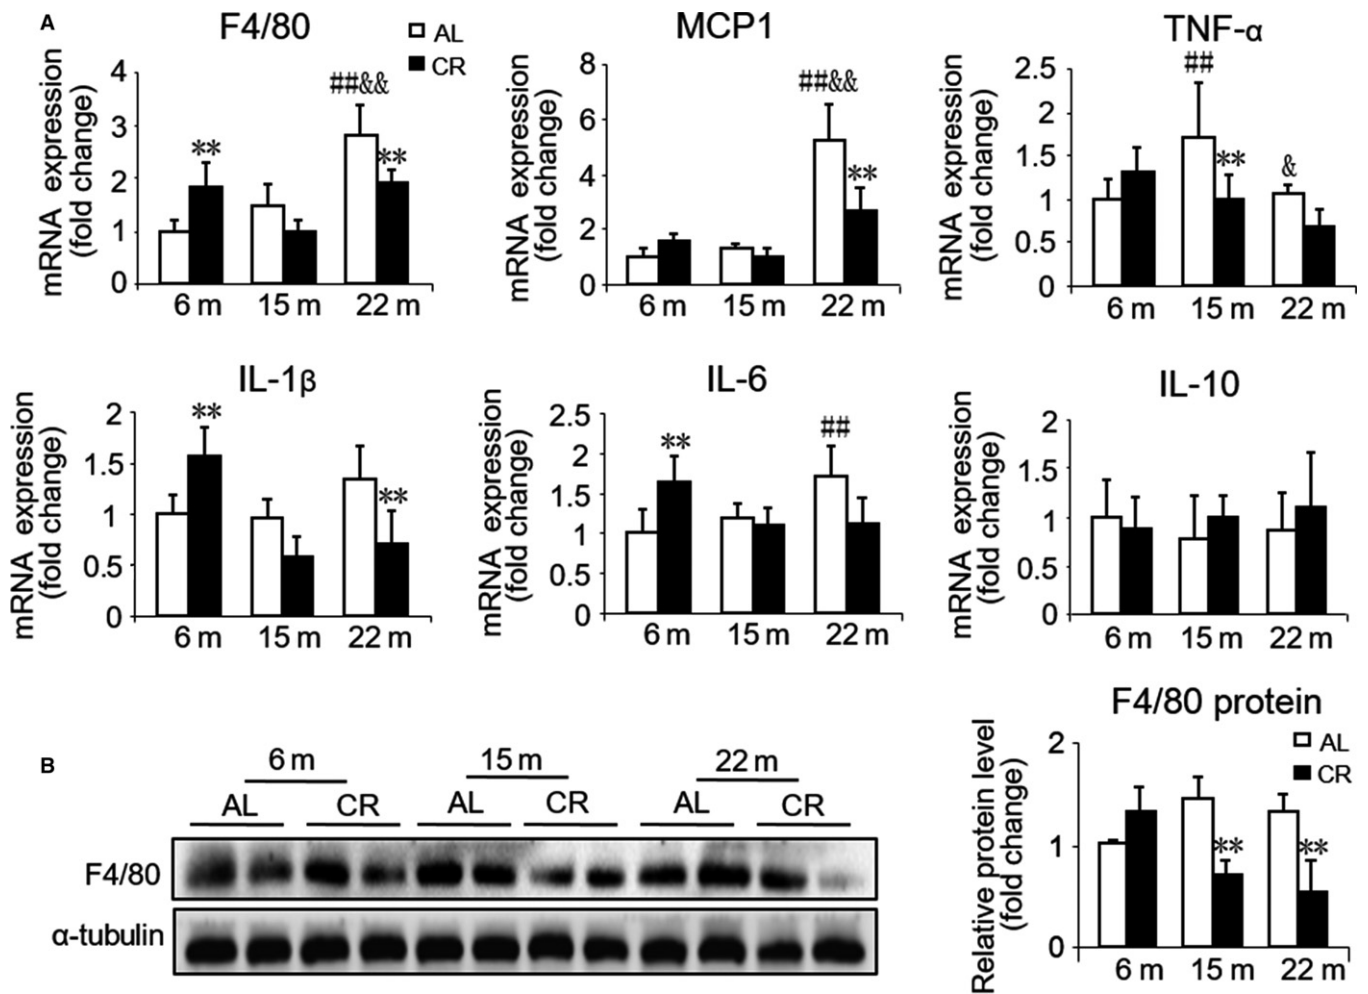 A
F4/80
AL
CR
mRNA expression
(fold change)
4
3
2
1
0
**
##&&
**
6 m 15 m 22 m
MCP1
mRNA expression
(fold change)
8
6
4
2
0
##&&
**
6 m 15 m 22 m
TNF-α
mRNA expression
(fold change)
2.5
2
1.5
1
0.5
0
##
**
&
6 m 15 m 22 m
IL-1β
mRNA expression
(fold change)
2
1.5
1
0.5
0
**
**
6 m 15 m 22 m
IL-6
mRNA expression
(fold change)
2.5
2
1.5
1
0.5
0
**
##
6 m 15 m 22 m
IL-10
mRNA expression
(fold change)
2
1.5
1
0.5
0
6 m 15 m 22 m
B
6 m 15 m 22 m
AL CR AL CR AL CR
F4/80
α-tubulin
F4/80 protein
AL
CR
Relative protein level
(fold change)
2
1
0
**
**
6 m 15 m 22 m